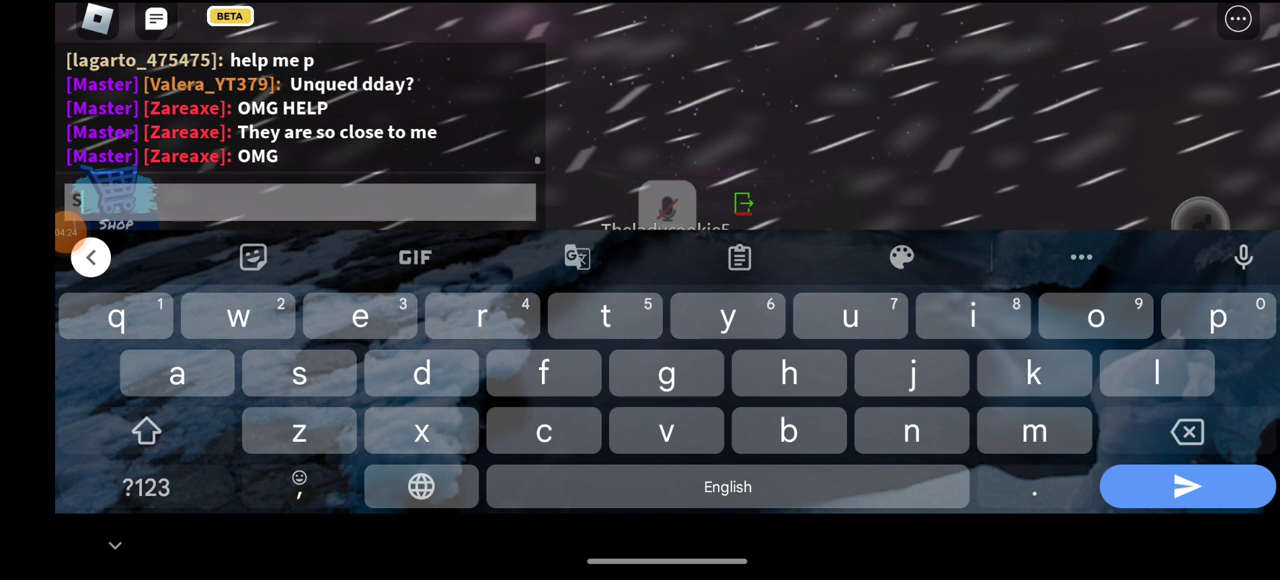 BETA
[lagarto_475475]: help me p
[Master] [Valera_YT379]: Unqued dday?
[Master] [Zareaxe]: OMG HELP
[Master] [Zareaxe]: They are so close to me
[Master] [Zareaxe]: OMG
S
SHOP
04:24
Theladycookie5
GIF
q 1 w 2 e 3 r 4 t 5 y 6 u 7 i 8 o 9 p 0
a s d f g h j k l
z x c v b n m
?123 , English .